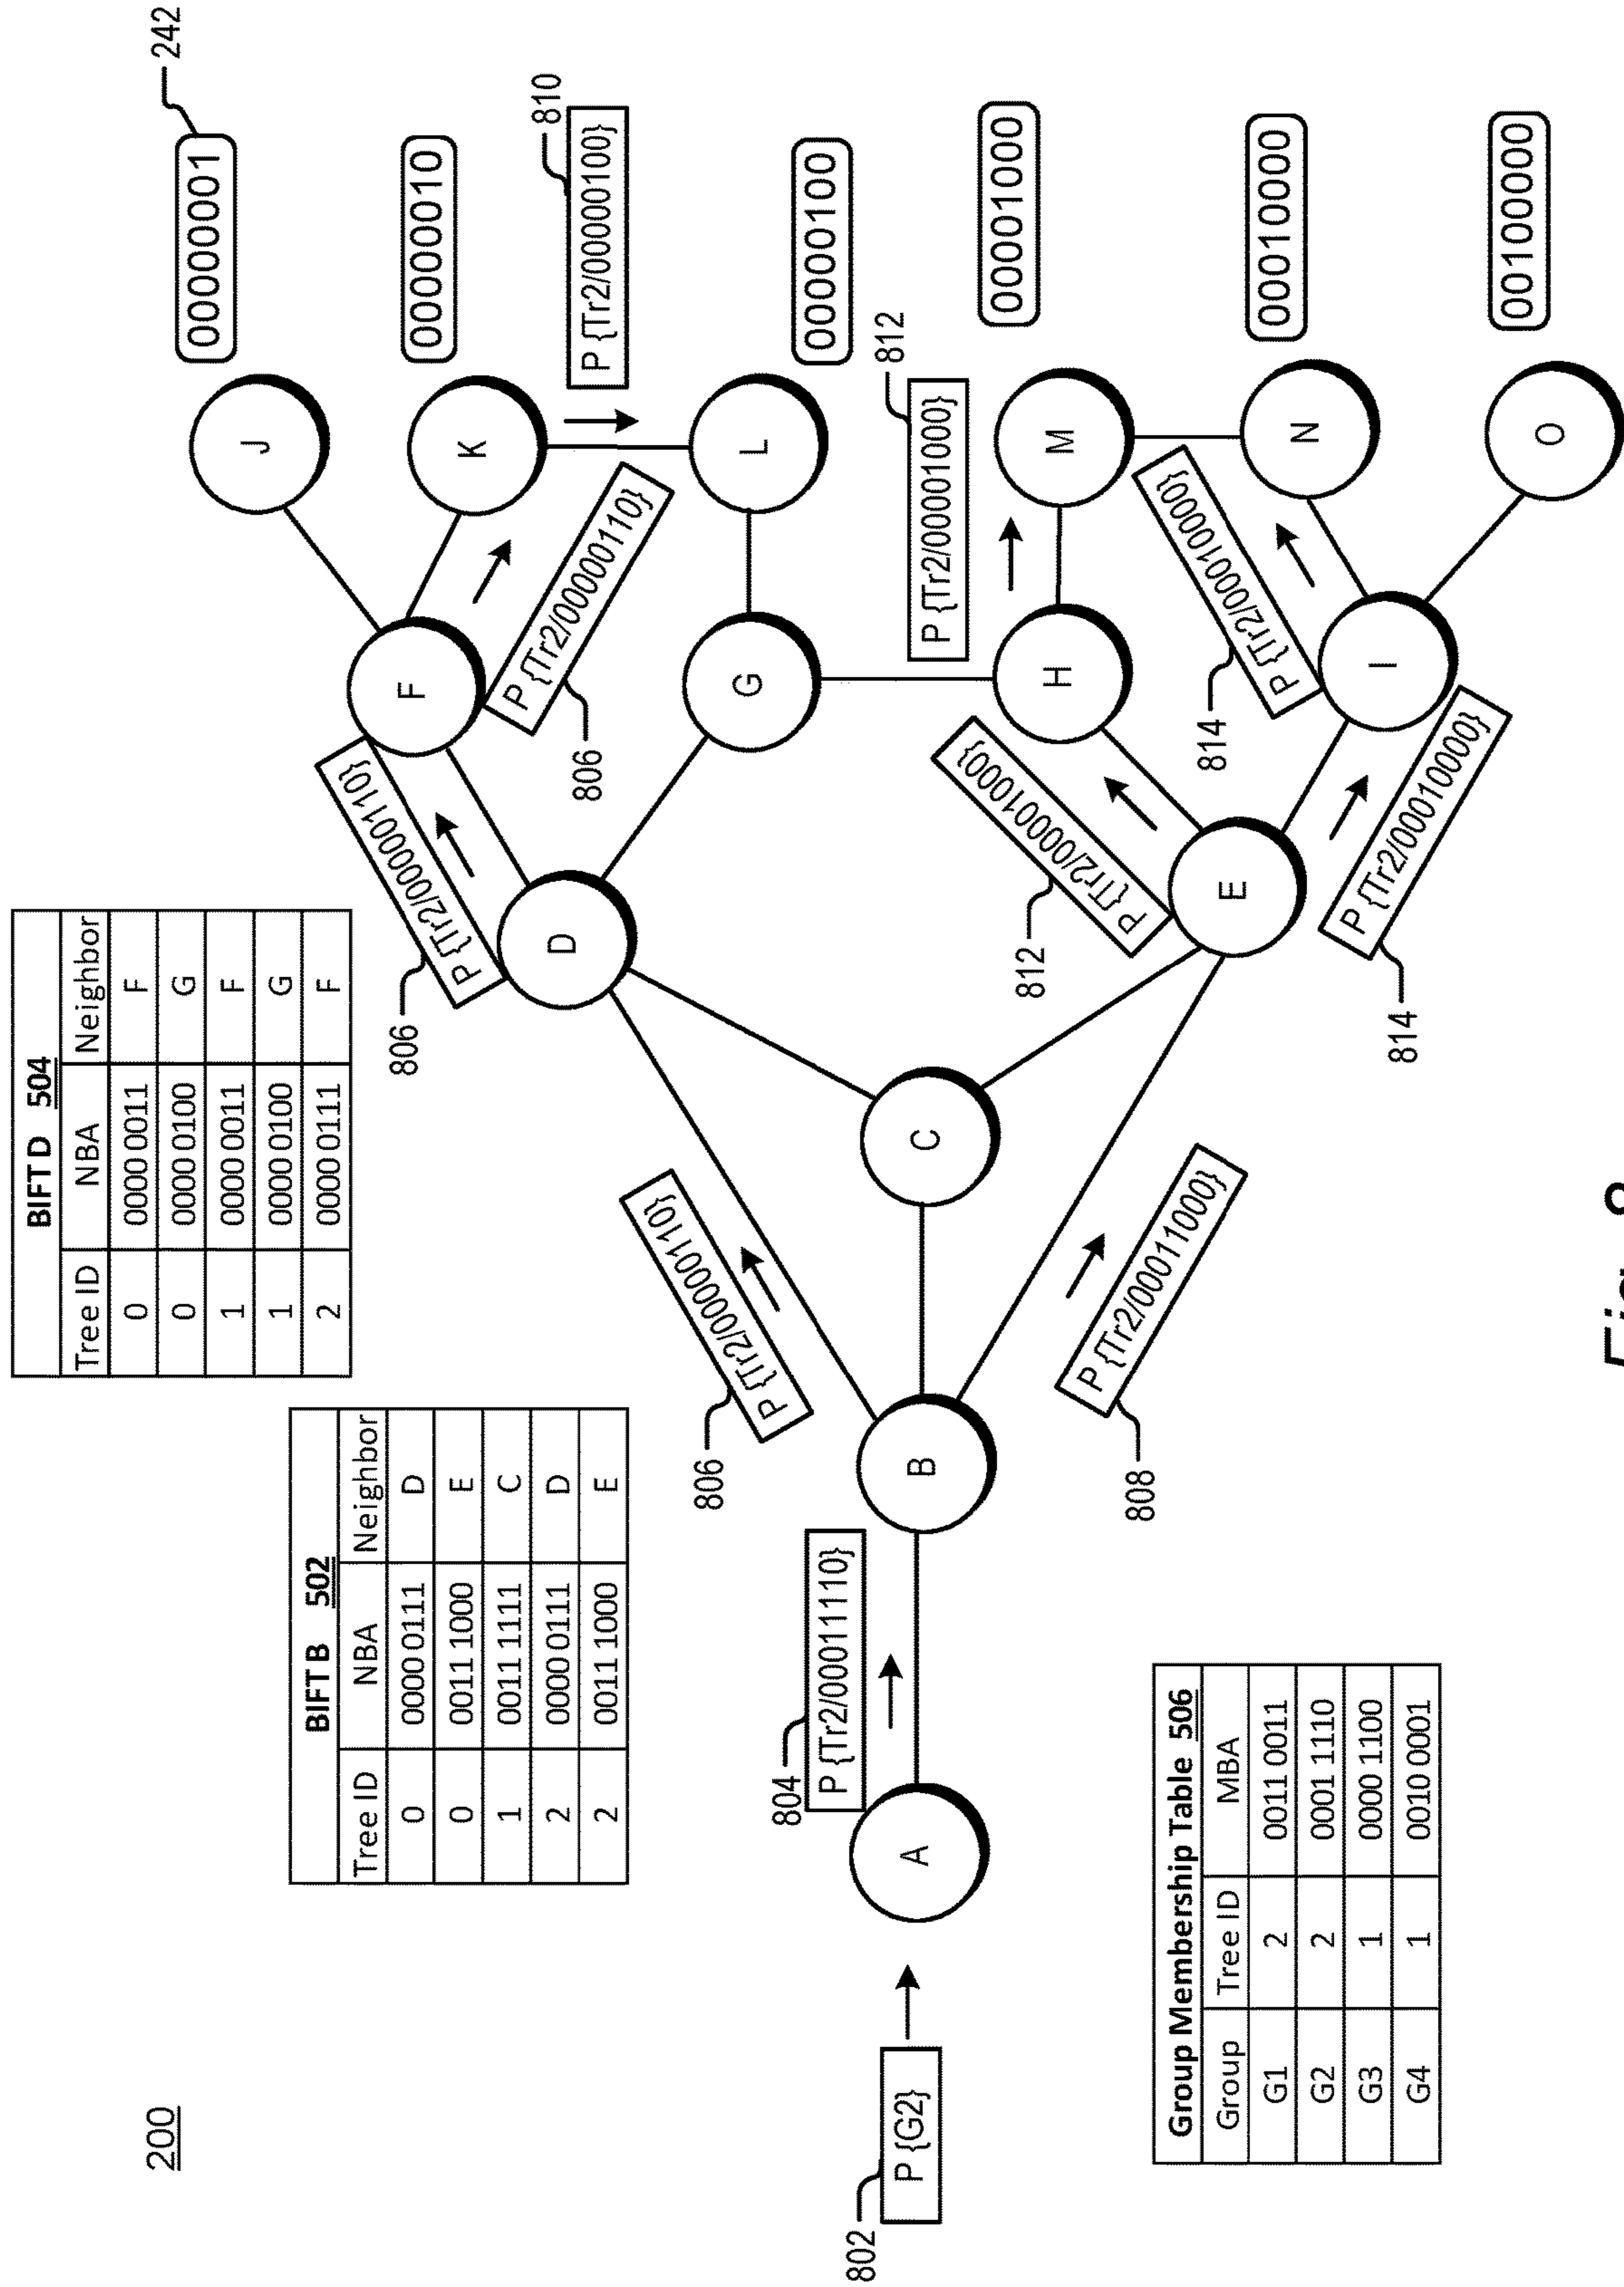 200
BIFT D 504
Tree ID NBA Neighbor
0 0000 0011 F
0 0000 0100 G
1 0000 0011 F
1 0000 0100 G
2 0000 0111 F
BIFT B 502
Tree ID NBA Neighbor
0 0000 0111 D
0 0011 1000 E
1 0011 1111 C
2 0000 0111 D
2 0011 1000 E
Group Membership Table 506
Group Tree ID MBA
G1 2 0011 0011
G2 2 0001 1110
G3 1 0000 1100
G4 1 0010 0001
802
P {G2}
A
804
P {Tr2/00011110}
B
806
P {Tr2/00000110}
808
P {Tr2/00011000}
C
D
E
806
P {Tr2/00000110}
812
P {Tr2/00001000}
814
P {Tr2/00010000}
F
G
H
I
806
P {Tr2/00000110}
812
P {Tr2/00001000}
814
P {Tr2/00010000}
J
K
L
M
N
O
810
P {Tr2/00000100}
242
00000001
00000010
00000100
00001000
00010000
00100000